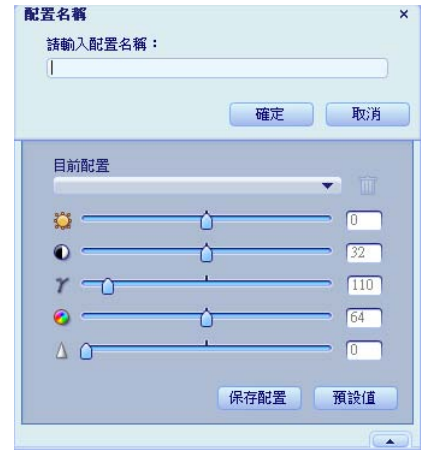 配置名稱
請輸入配置名稱：
確定 取消
目前配置
0
32
γ 110
64
0
保存配置 預設值